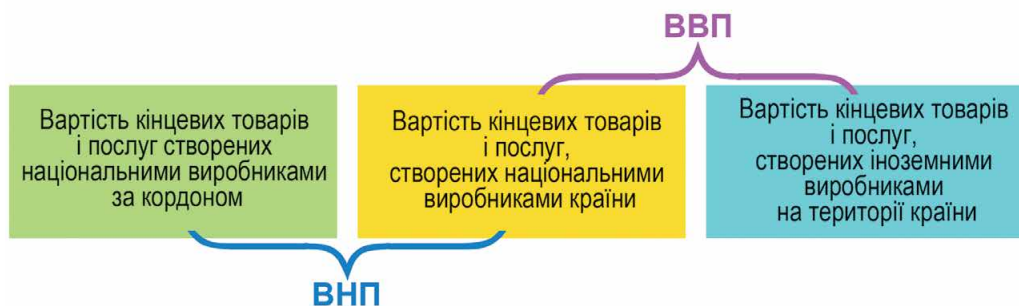 ВВП
Вартість кінцевих товарів
і послуг створених
національними виробниками
за кордоном
Вартість кінцевих товарів
і послуг,
створених національними
виробниками країни
Вартість кінцевих товарів
і послуг,
створених іноземними
виробниками
на території країни
ВНП